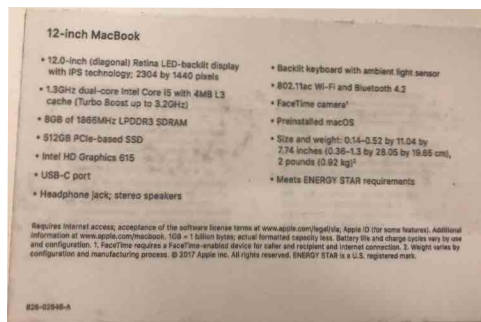 12-inch MacBook
• 12.0-inch (diagonal) Retina LED-backlit display
with IPS technology; 2304 by 1440 pixels
• 1.3GHz dual-core Intel Core i5 with 4MB L3
cache (Turbo Boost up to 3.2GHz)
• 8GB of 1866MHz LPDDR3 SDRAM
• 512GB PCIe-based SSD
• Intel HD Graphics 615
• USB-C port
• Headphone jack; stereo speakers
• Backlit keyboard with ambient light sensor
• 802.11ac Wi-Fi and Bluetooth 4.2
• FaceTime camera¹
• Preinstalled macOS
• Size and weight: 0.14–0.52 by 11.04 by
7.74 inches (0.36–1.3 by 28.05 by 19.65 cm),
2 pounds (0.92 kg)²
• Meets ENERGY STAR requirements
Requires internet access; acceptance of the software license terms at www.apple.com/legal/sla; Apple ID (for some features). Additional
information at www.apple.com/macbook. 1GB = 1 billion bytes; actual formatted capacity less. Battery life and charge cycles vary by use
and configuration. 1. FaceTime requires a FaceTime-enabled device for caller and recipient and internet connection. 2. Weight varies by
configuration and manufacturing process. © 2017 Apple Inc. All rights reserved. ENERGY STAR is a U.S. registered mark.
826-02846-A